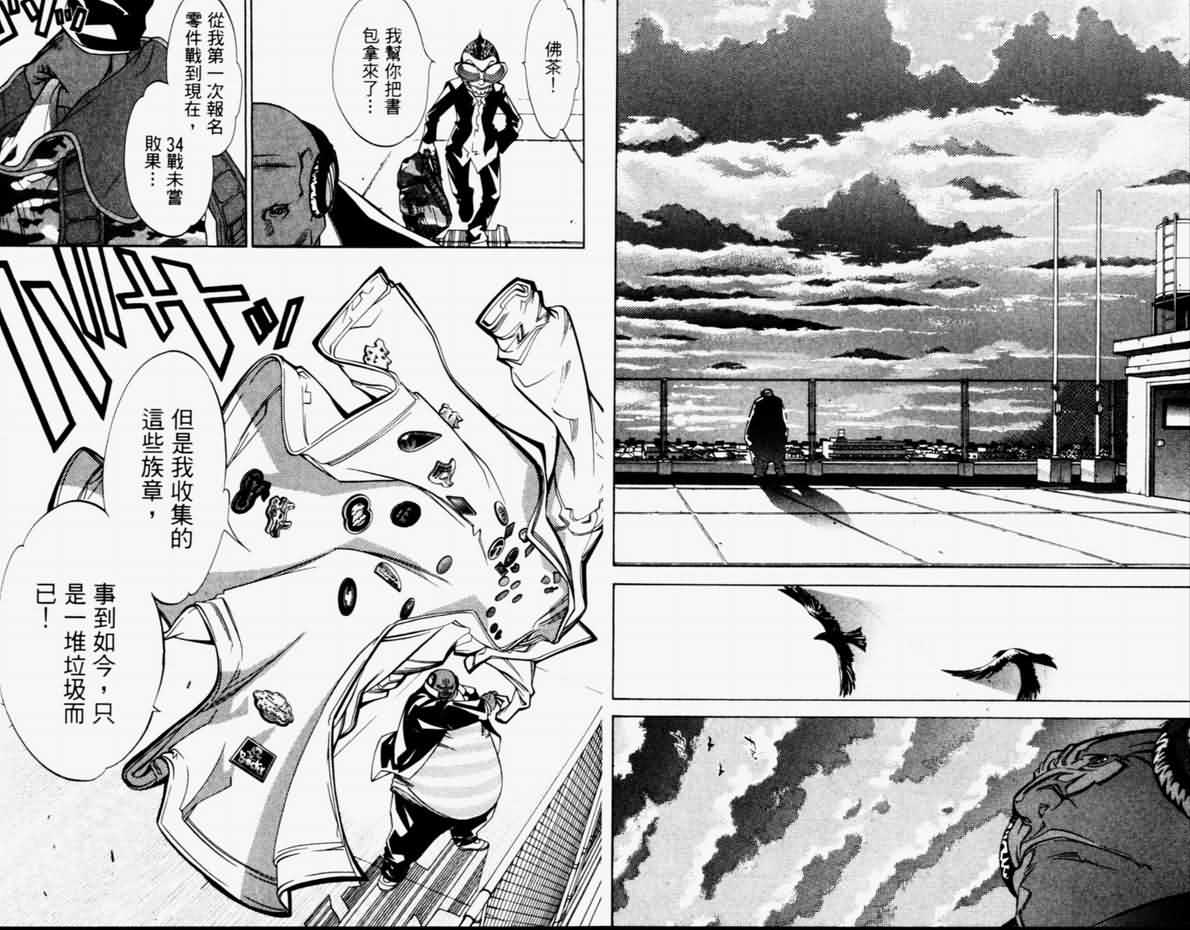 佛茶！
我幫你把書
包拿來了…
從我第一次報名
零件戰到現在，
34戰未嘗
敗果…
バサッ
但是我收集的
這些族章，
事到如今，只
是一堆垃圾而
已！